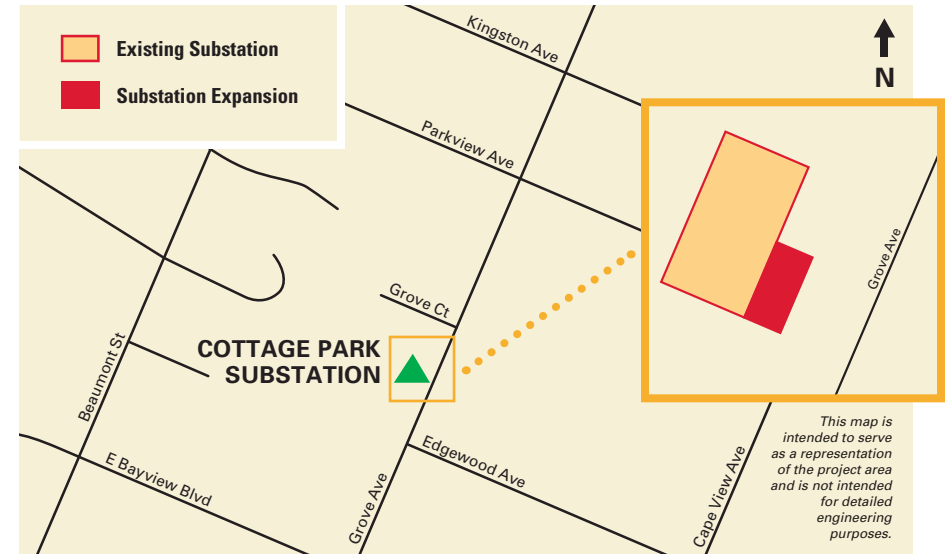 Existing Substation
Substation Expansion
Kingston Ave
N
Parkview Ave
Grove Ave
Grove Ct
COTTAGE PARK
SUBSTATION
Beaumont St
E Bayview Blvd
Grove Ave
Edgewood Ave
Cape View Ave
This map is
intended to serve
as a representation
of the project area
and is not intended
for detailed
engineering
purposes.